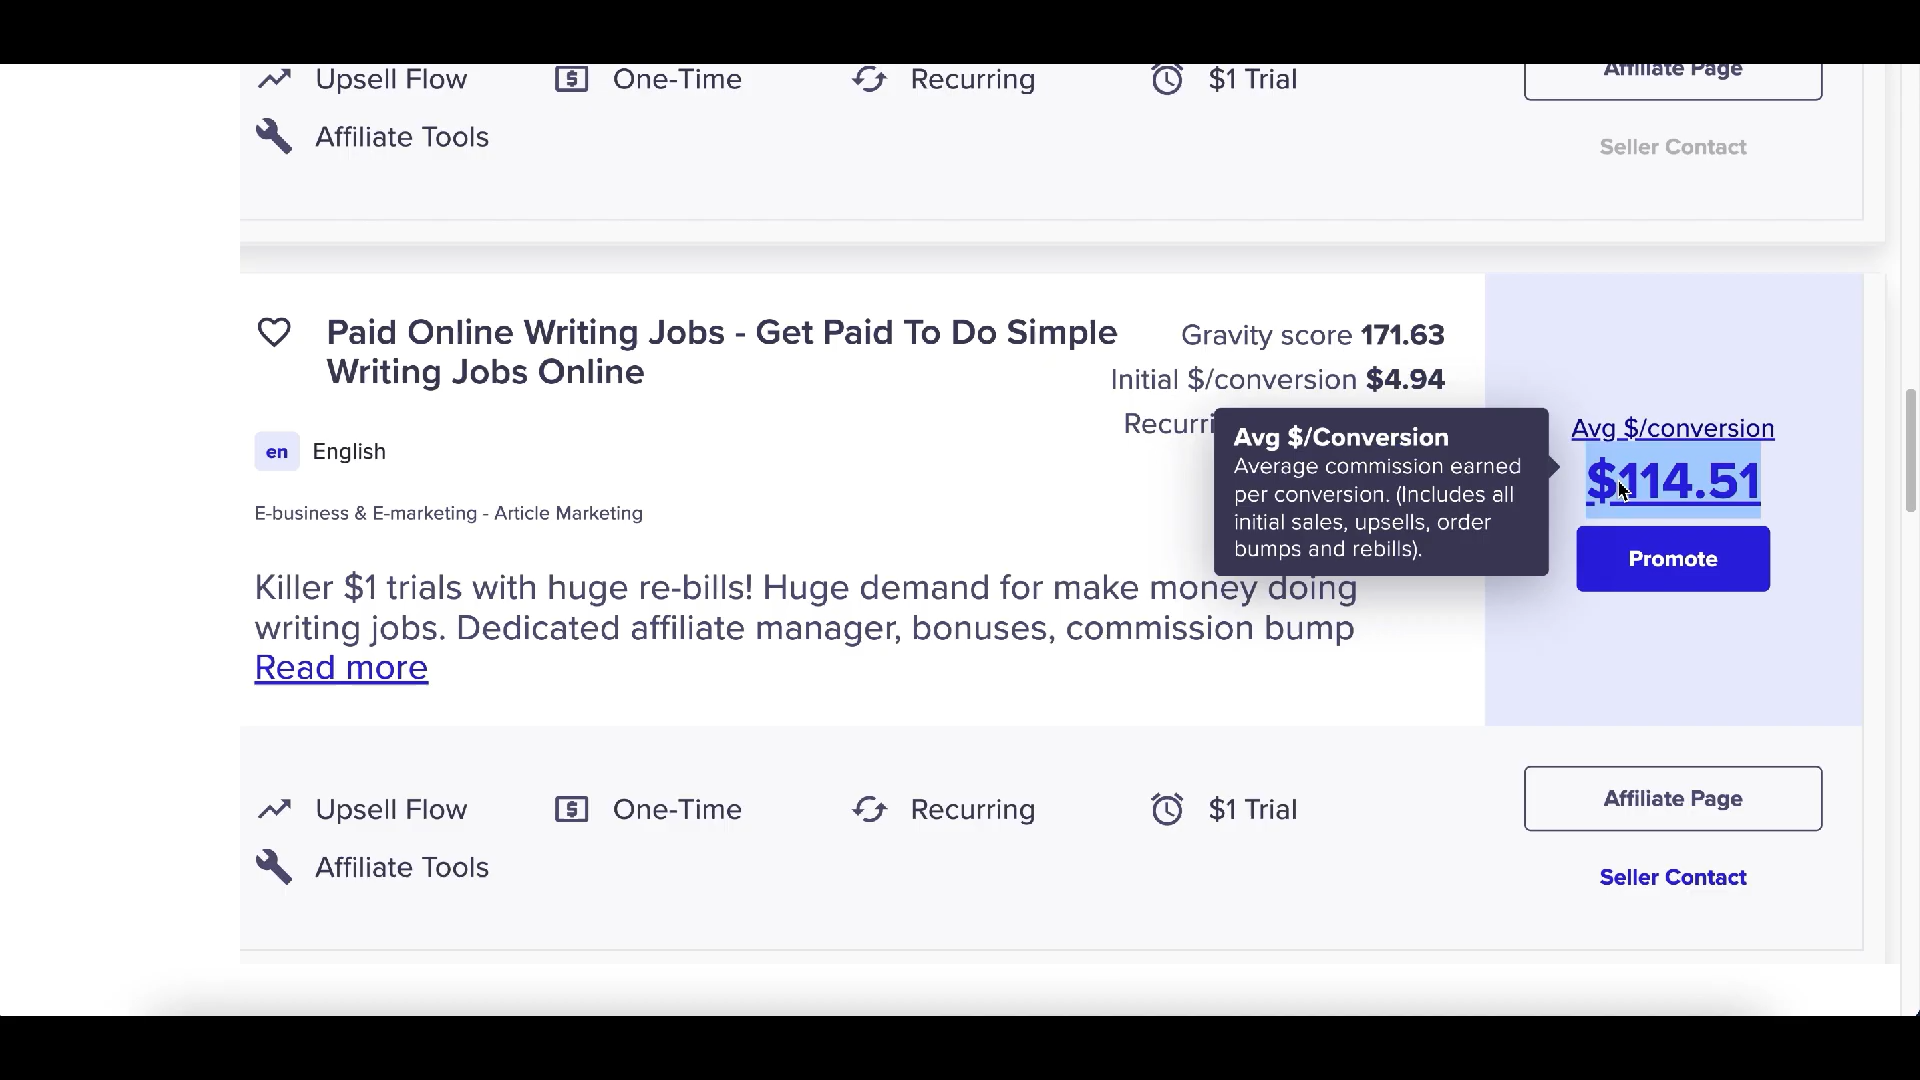 Upsell Flow
One-Time
Recurring
$1 Trial
Affiliate Page
Affiliate Tools
Seller Contact
Paid Online Writing Jobs - Get Paid To Do Simple
Writing Jobs Online
Gravity score 171.63
Initial $/conversion $4.94
Recurri
en English
E-business & E-marketing - Article Marketing
Avg $/Conversion
Average commission earned
per conversion. (Includes all
initial sales, upsells, order
bumps and rebills).
Avg $/conversion
$114.51
Promote
Killer $1 trials with huge re-bills! Huge demand for make money doing
writing jobs. Dedicated affiliate manager, bonuses, commission bump
Read more
Upsell Flow
One-Time
Recurring
$1 Trial
Affiliate Page
Affiliate Tools
Seller Contact